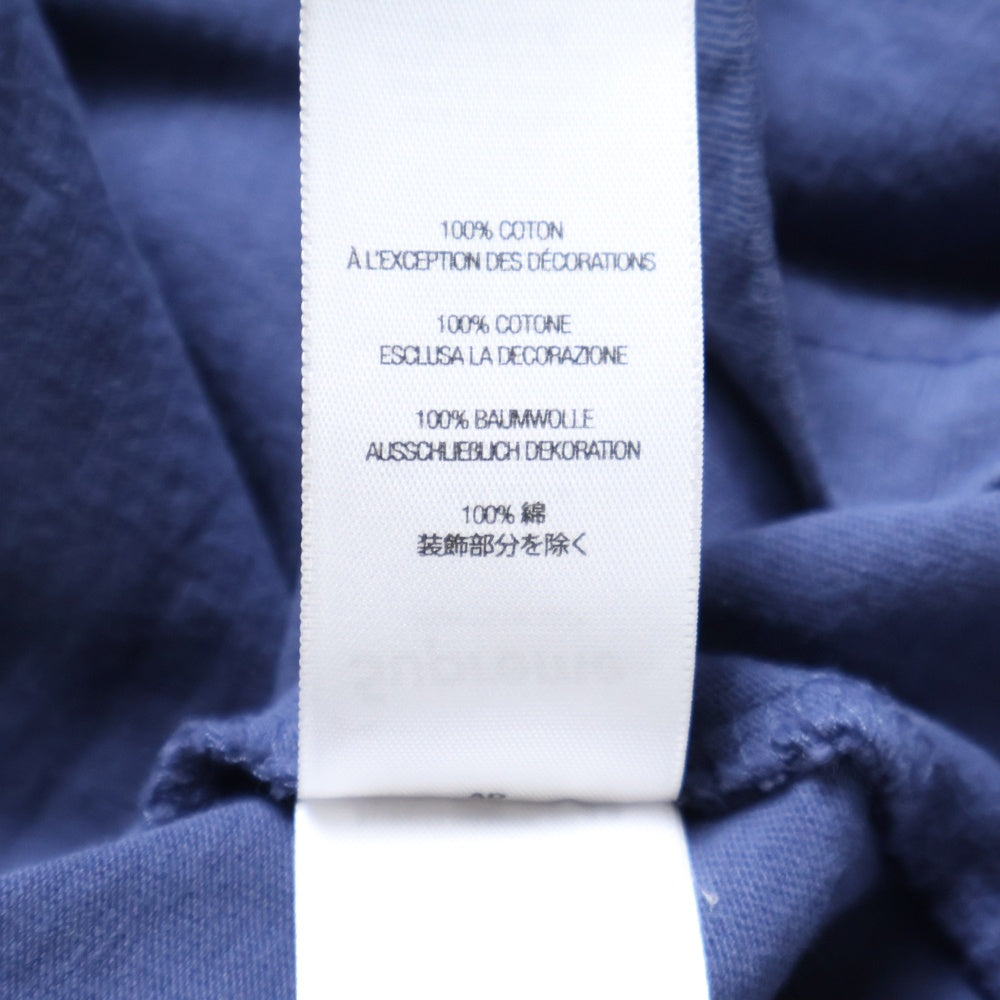 100% COTON
À L'EXCEPTION DES DÉCORATIONS
100% COTONE
ESCLUSA LA DECORAZIONE
100% BAUMWOLLE
AUSSCHLIEBLICH DEKORATION
100% 綿
装飾部分を除く
Supreme